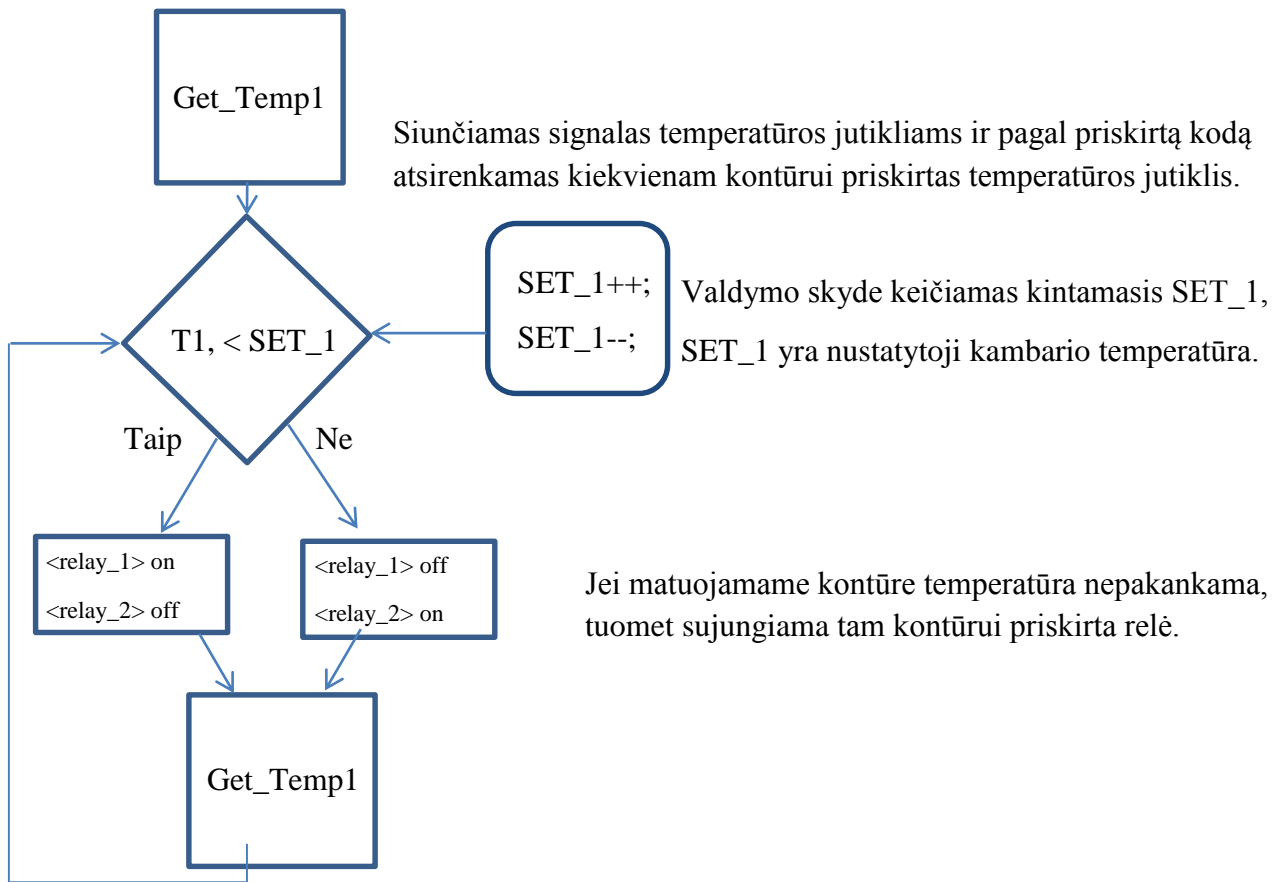 Get_Temp1
Siunčiamas signalas temperatūros jutikliams ir pagal priskirtą kodą
atsirenkamas kiekvienam kontūrui priskirtas temperatūros jutiklis.
SET_1++;
SET_1--;
Valdymo skyde keičiamas kintamasis SET_1,
SET_1 yra nustatytoji kambario temperatūra.
T1, < SET_1
Taip
Ne
<relay_1> on
<relay_2> off
<relay_1> off
<relay_2> on
Jei matuojamame kontūre temperatūra nepakankama,
tuomet sujungiama tam kontūrui priskirta relė.
Get_Temp1